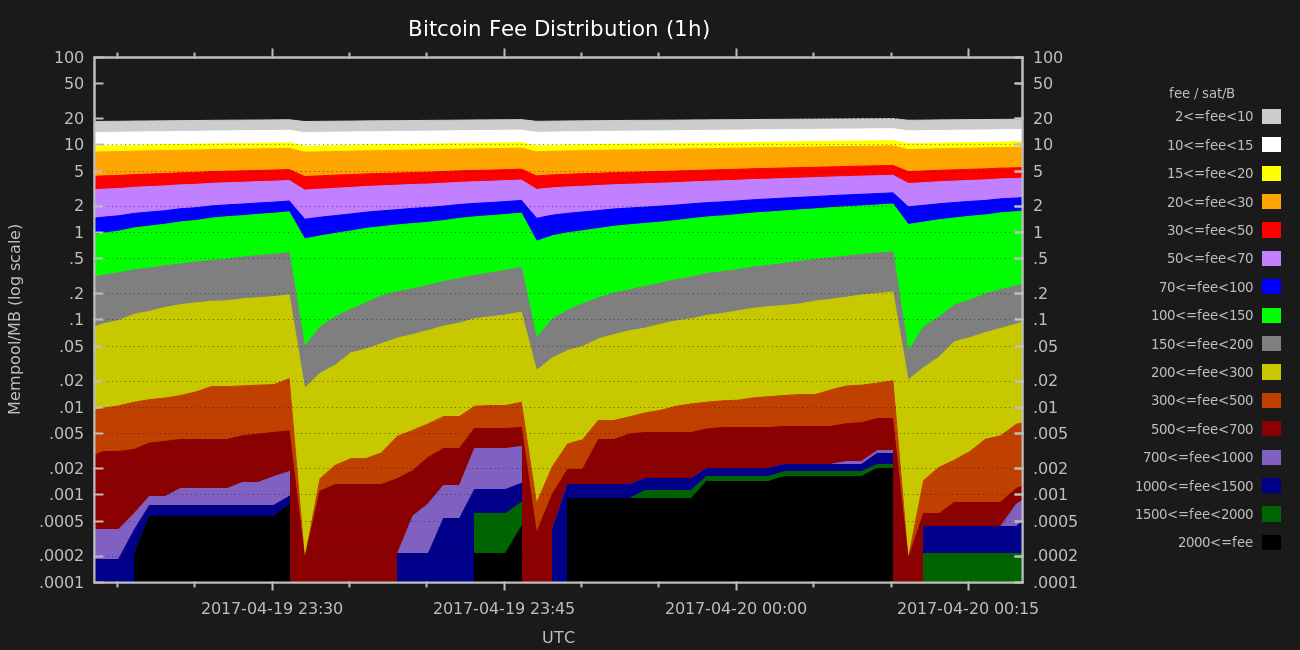 Bitcoin Fee Distribution (1h)
100 100
50 50
20 20
10 10
5 5
2 2
1 1
.5 .5
.2 .2
.1 .1
.05 .05
.02 .02
.01 .01
.005 .005
.002 .002
.001 .001
.0005 .0005
.0002 .0002
.0001 .0001
Mempool/MB (log scale)
2017-04-19 23:30 2017-04-19 23:45 2017-04-20 00:00 2017-04-20 00:15
UTC
fee / sat/B
2<=fee<10
10<=fee<15
15<=fee<20
20<=fee<30
30<=fee<50
50<=fee<70
70<=fee<100
100<=fee<150
150<=fee<200
200<=fee<300
300<=fee<500
500<=fee<700
700<=fee<1000
1000<=fee<1500
1500<=fee<2000
2000<=fee